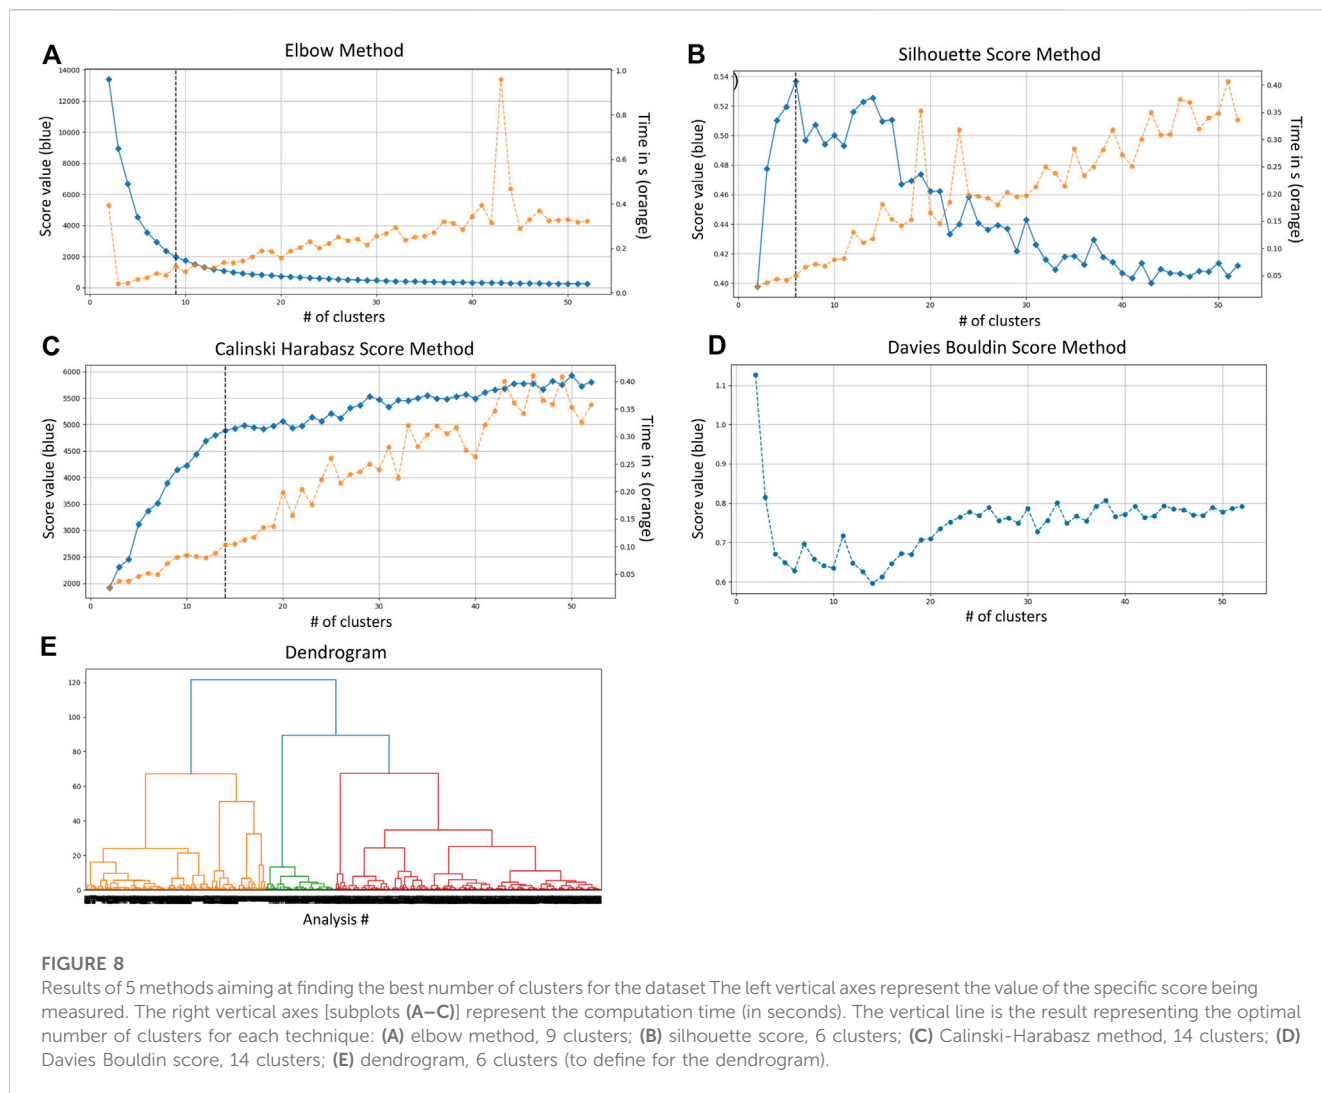 A
Elbow Method
14000
12000
10000
8000
6000
4000
2000
0
Score value (blue)
1.0
0.8
0.6
0.4
0.2
0.0
Time in s (orange)
0 10 20 30 40 50
# of clusters
B
Silhouette Score Method
)
0.54
0.52
0.50
0.48
0.46
0.44
0.42
0.40
Score value (blue)
0.40
0.35
0.30
0.25
0.20
0.15
0.10
0.05
Time in s (orange)
0 10 20 30 40 50
# of clusters
C
Calinski Harabasz Score Method
6000
5500
5000
4500
4000
3500
3000
2500
2000
Score value (blue)
0.40
0.35
0.30
0.25
0.20
0.15
0.10
0.05
Time in s (orange)
0 10 20 30 40 50
# of clusters
D
Davies Bouldin Score Method
1.1
1.0
0.9
0.8
0.7
0.6
Score value (blue)
0 10 20 30 40 50
# of clusters
E
Dendrogram
120
100
80
60
40
20
0
Analysis #
FIGURE 8
Results of 5 methods aiming at finding the best number of clusters for the dataset The left vertical axes represent the value of the specific score being
measured. The right vertical axes [subplots (A–C)] represent the computation time (in seconds). The vertical line is the result representing the optimal
number of clusters for each technique: (A) elbow method, 9 clusters; (B) silhouette score, 6 clusters; (C) Calinski-Harabasz method, 14 clusters; (D)
Davies Bouldin score, 14 clusters; (E) dendrogram, 6 clusters (to define for the dendrogram).